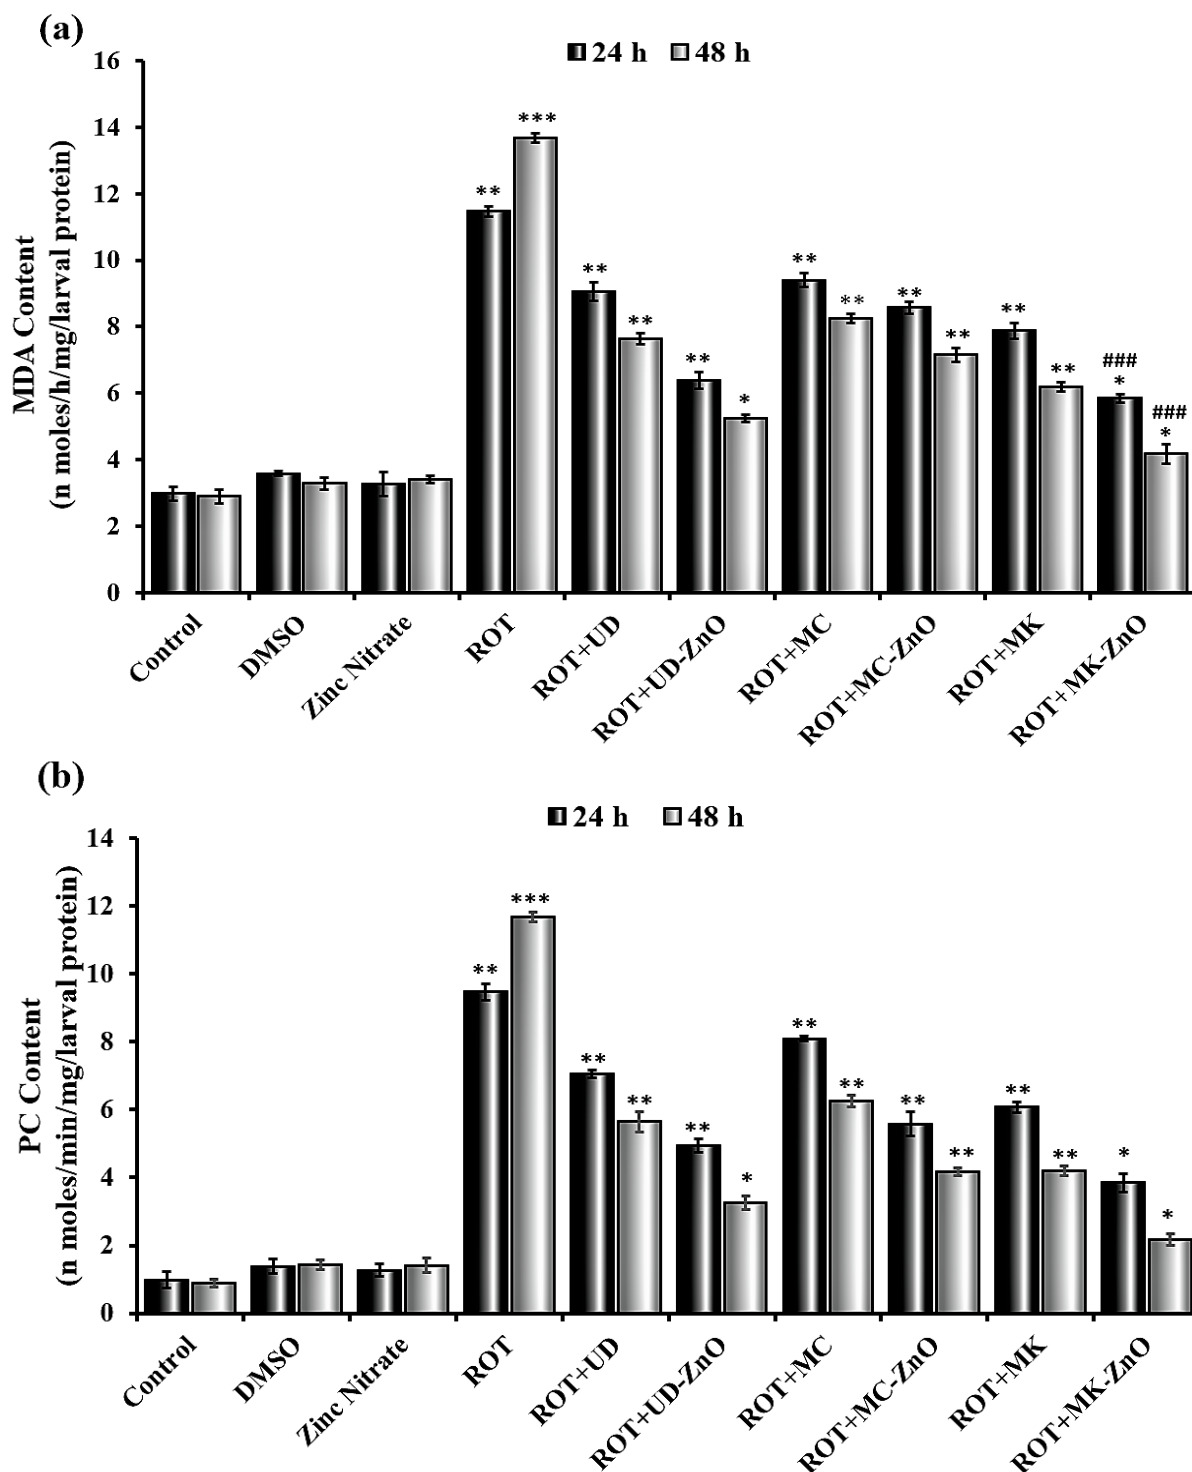 (a)
24 h 48 h
MDA Content
(n moles/h/mg/larval protein)
16
14
12
10
8
6
4
2
0
** *** ** ** ** * ** ** ** ** ** ** ### * ### *
Control DMSO Zinc Nitrate ROT ROT+UD ROT+UD-ZnO ROT+MC ROT+MC-ZnO ROT+MK ROT+MK-ZnO
(b)
24 h 48 h
PC Content
(n moles/min/mg/larval protein)
14
12
10
8
6
4
2
0
** *** ** ** ** * ** ** ** ** ** ** * *
Control DMSO Zinc Nitrate ROT ROT+UD ROT+UD-ZnO ROT+MC ROT+MC-ZnO ROT+MK ROT+MK-ZnO